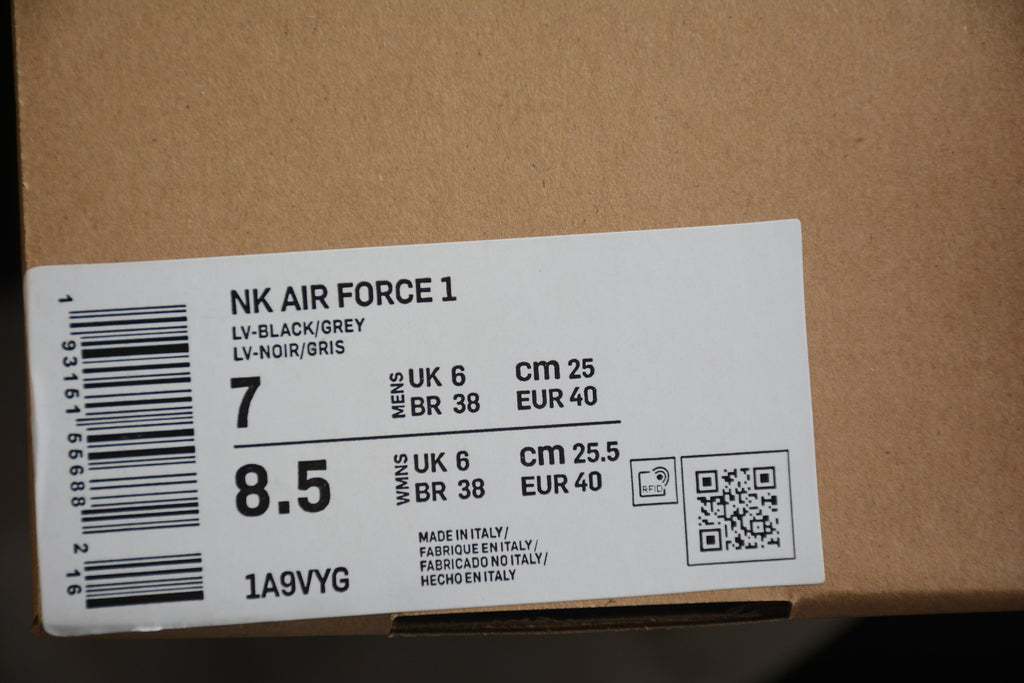 NK AIR FORCE 1
LV-BLACK/GREY
LV-NOIR/GRIS
7
MENS
UK 6 cm 25
BR 38 EUR 40
8.5
WMNS
UK 6 cm 25.5
BR 38 EUR 40
RFID
MADE IN ITALY/
FABRIQUE EN ITALY/
FABRICADO NO ITALY/
HECHO EN ITALY
1A9VYG
1 93161 55688 2 16